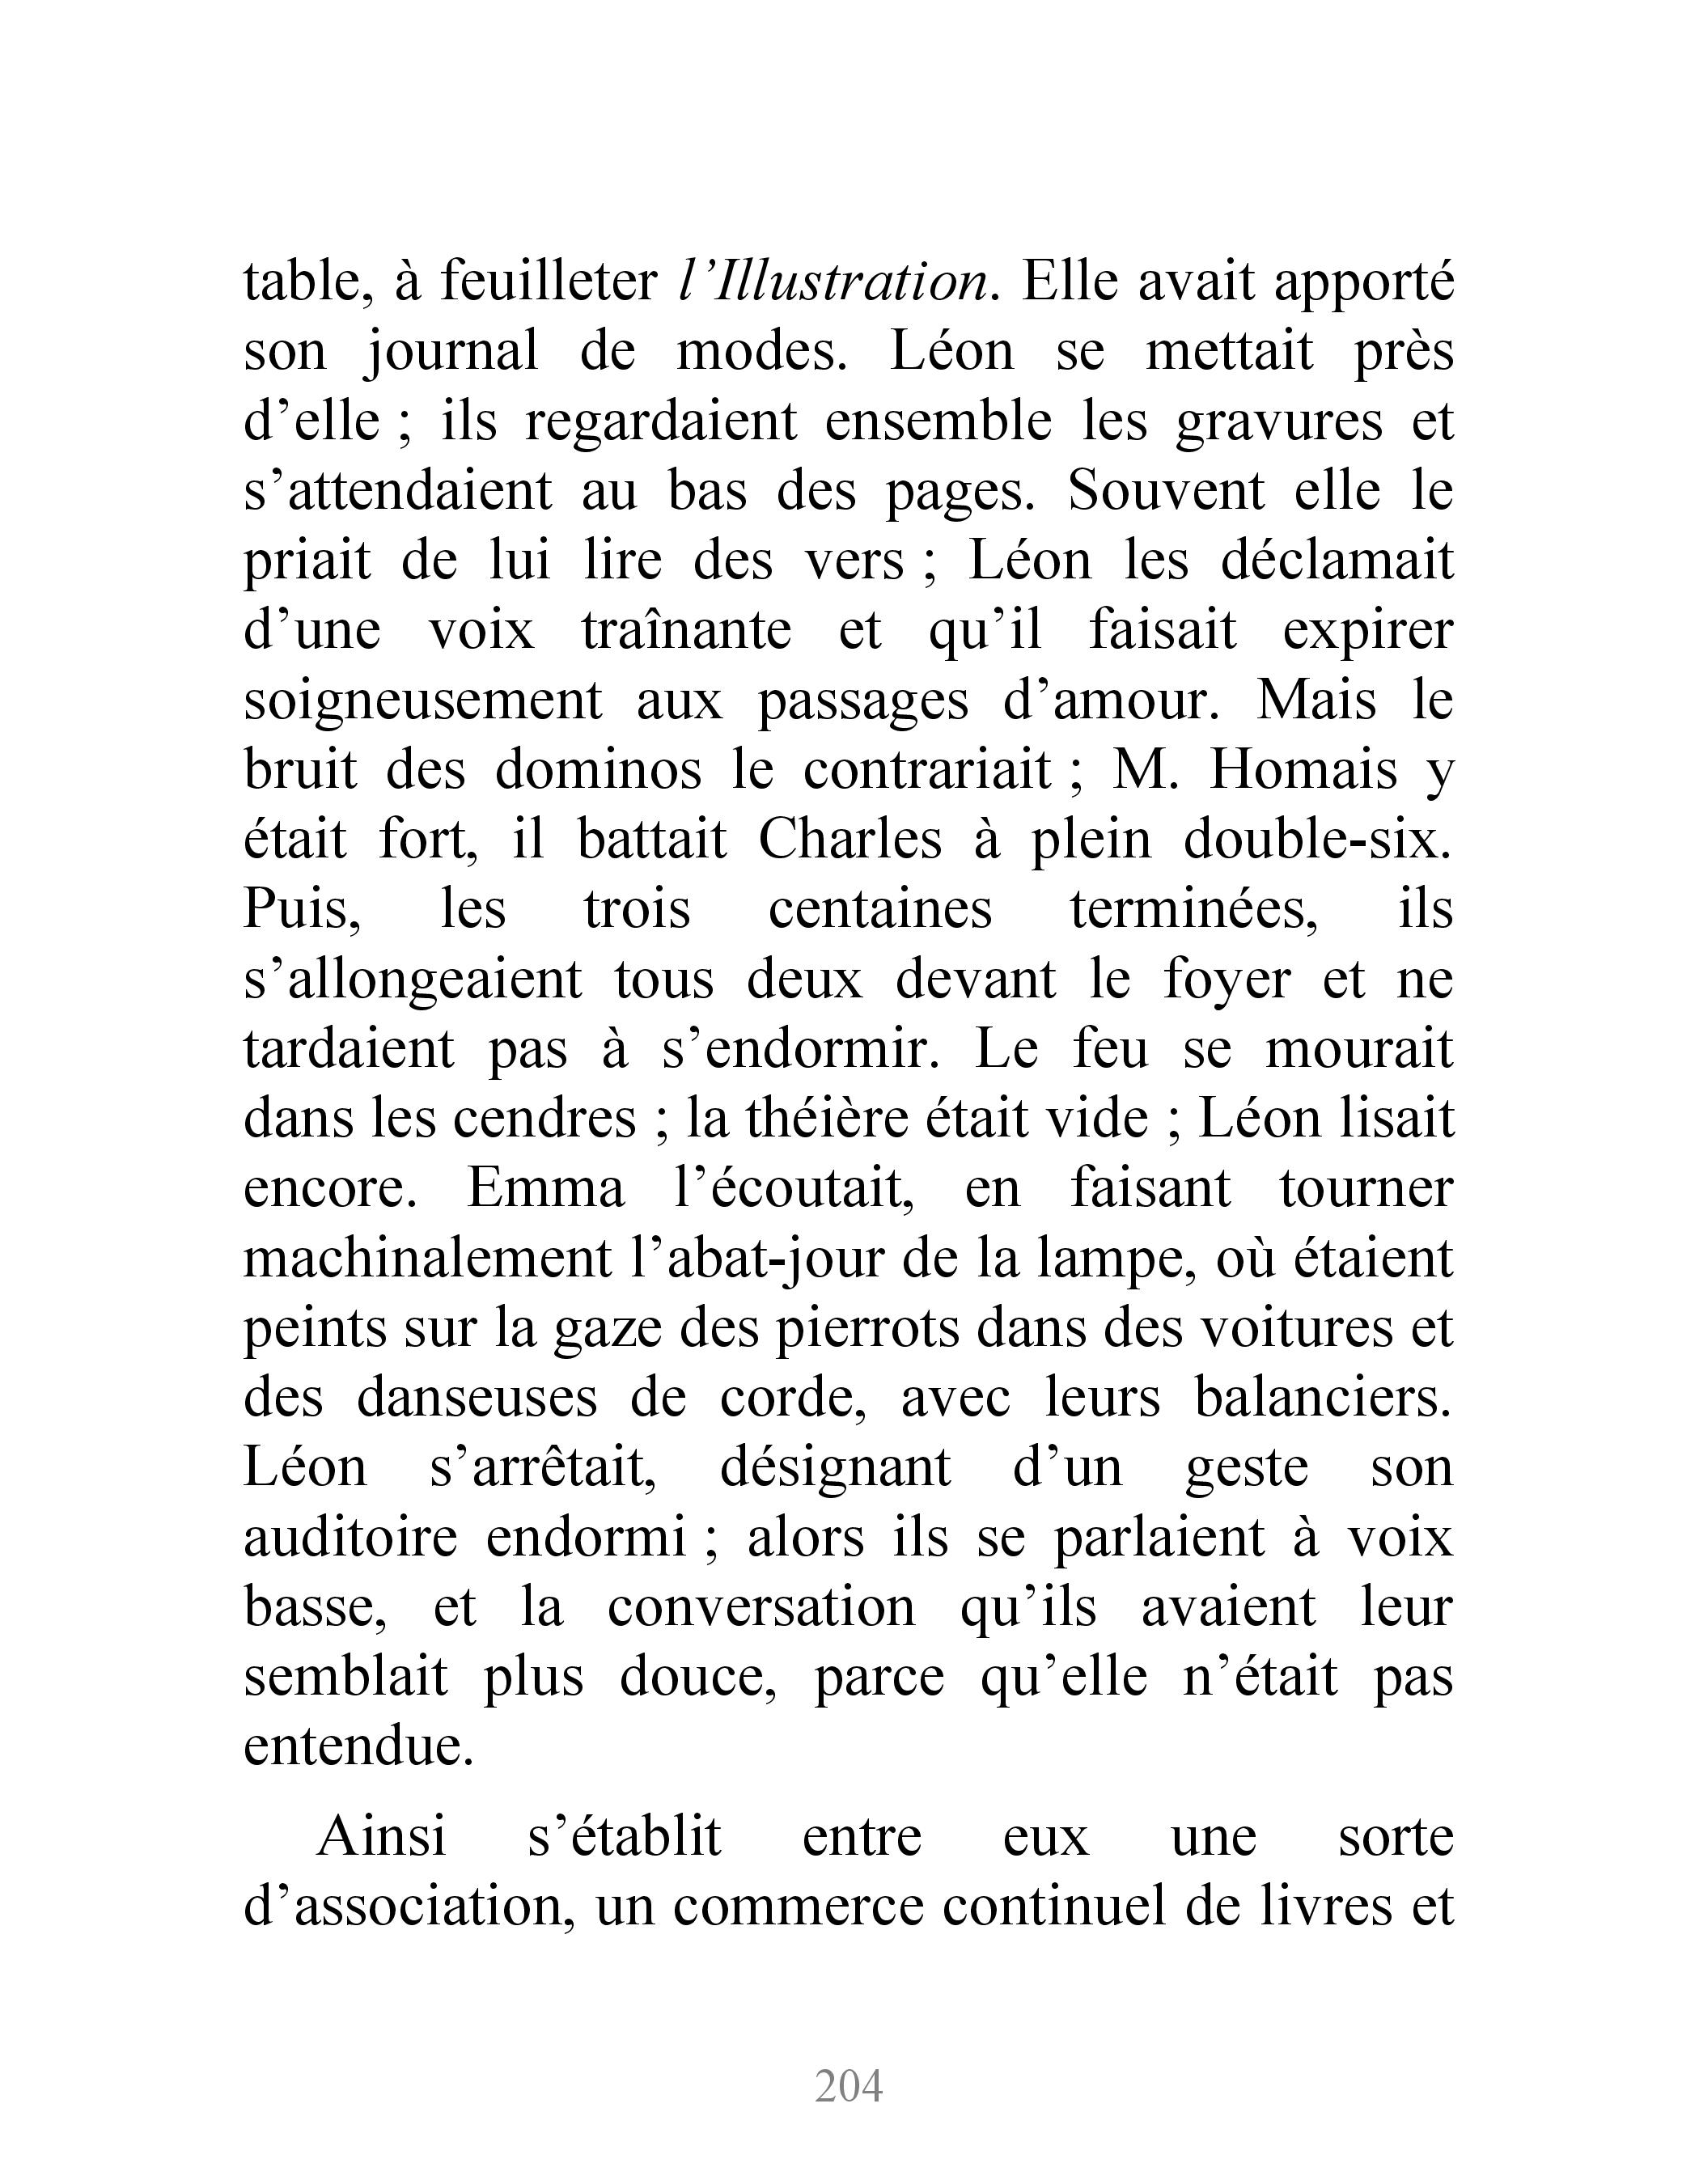 table, à feuilleter l’Illustration. Elle avait apporté
son journal de modes. Léon se mettait près
d’elle ; ils regardaient ensemble les gravures et
s’attendaient au bas des pages. Souvent elle le
priait de lui lire des vers ; Léon les déclamait
d’une voix traînante et qu’il faisait expirer
soigneusement aux passages d’amour. Mais le
bruit des dominos le contrariait ; M. Homais y
était fort, il battait Charles à plein double-six.
Puis, les trois centaines terminées, ils
s’allongeaient tous deux devant le foyer et ne
tardaient pas à s’endormir. Le feu se mourait
dans les cendres ; la théière était vide ; Léon lisait
encore. Emma l’écoutait, en faisant tourner
machinalement l’abat-jour de la lampe, où étaient
peints sur la gaze des pierrots dans des voitures et
des danseuses de corde, avec leurs balanciers.
Léon s’arrêtait, désignant d’un geste son
auditoire endormi ; alors ils se parlaient à voix
basse, et la conversation qu’ils avaient leur
semblait plus douce, parce qu’elle n’était pas
entendue.
Ainsi s’établit entre eux une sorte
d’association, un commerce continuel de livres et
204